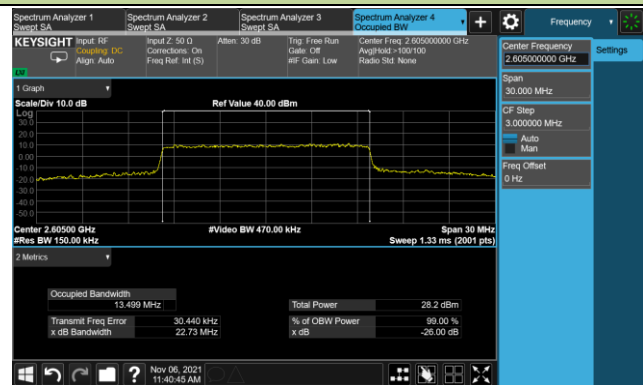 Spectrum Analyzer 1
Swept SA
Spectrum Analyzer 2
Swept SA
Spectrum Analyzer 3
Swept SA
Spectrum Analyzer 4
Occupied BW
+
Frequency
KEYSIGHT
Input: RF
Coupling: DC
Align: Auto
Input Z: 50 Ω
Corrections: On
Freq Ref: Int (S)
Atten: 30 dB
Trig: Free Run
Gate: Off
#IF Gain: Low
Center Freq: 2.605000000 GHz
Avg|Hold:>100/100
Radio Std: None
Center Frequency
2.605000000 GHz
Settings
Span
30.000 MHz
CF Step
3.000000 MHz
Auto
Man
Freq Offset
0 Hz
1 Graph
Scale/Div 10.0 dB
Ref Value 40.00 dBm
Log
30.0
20.0
10.0
0.00
-10.0
-20.0
-30.0
-40.0
-50.0
Center 2.60500 GHz
#Video BW 470.00 kHz
Span 30 MHz
#Res BW 150.00 kHz
Sweep 1.33 ms (2001 pts)
2 Metrics
Occupied Bandwidth
13.499 MHz
Total Power
28.2 dBm
Transmit Freq Error
30.440 kHz
% of OBW Power
99.00 %
x dB Bandwidth
22.73 MHz
x dB
-26.00 dB
?
Nov 06, 2021
11:40:45 AM